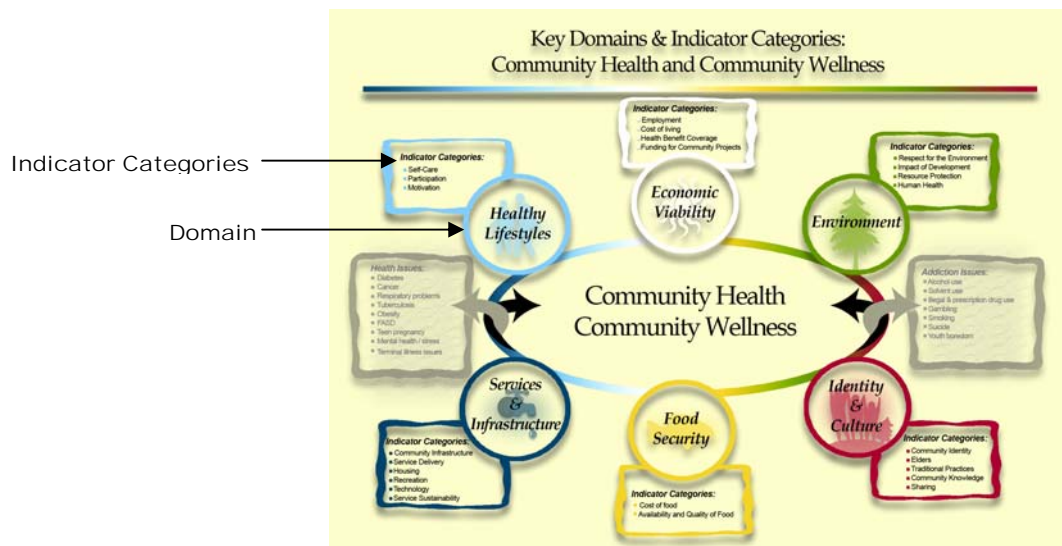 Key Domains & Indicator Categories:
Community Health and Community Wellness
Indicator Categories
Domain
Indicator Categories:
Self-Care
Participation
Motivation
Healthy
Lifestyles
Indicator Categories:
Employment
Cost of living
Health Benefit Coverage
Funding for Community Projects
Economic
Viability
Indicator Categories:
Respect for the Environment
Impact of Development
Resource Protection
Human Health
Environment
Health Issues:
Diabetes
Cancer
Respiratory problems
Tuberculosis
Obesity
FASD
Teen pregnancy
Mental health / stress
Terminal illness issues
Community Health
Community Wellness
Addiction Issues:
Alcohol use
Solvent use
Illegal & prescription drug use
Gambling
Smoking
Suicide
Youth boredom
Services
&
Infrastructure
Indicator Categories:
Community Infrastructure
Service Delivery
Housing
Recreation
Technology
Service Sustainability
Food
Security
Indicator Categories:
Cost of food
Availability and Quality of Food
Identity
&
Culture
Indicator Categories:
Community Identity
Elders
Traditional Practices
Community Knowledge
Sharing